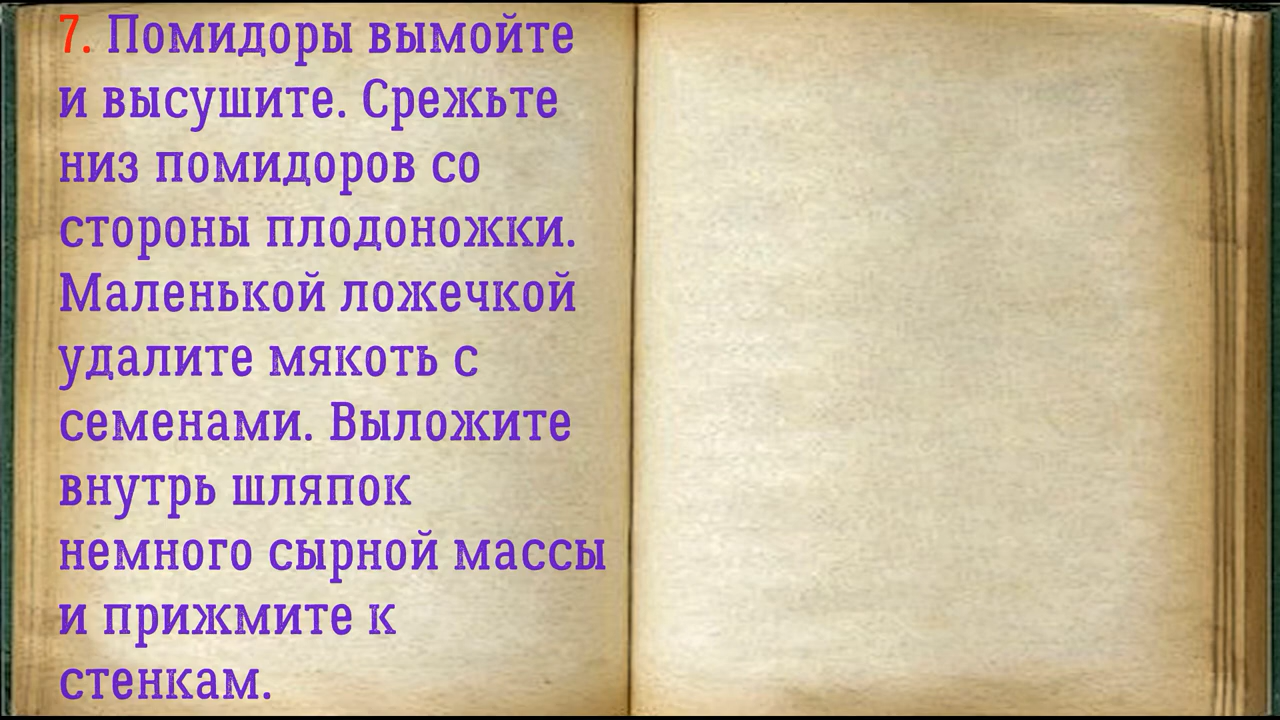 7. Помидоры вымойте
и высушите. Срежьте
низ помидоров со
стороны плодоножки.
Маленькой ложечкой
удалите мякоть с
семенами. Выложите
внутрь шляпок
немного сырной массы
и прижмите к
стенкам.